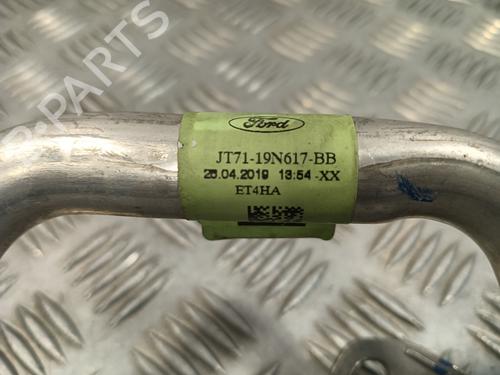 Ford
JT71-19N617-BB
26.04.2019 13:54 -XX
ET4HA
B-PARTS